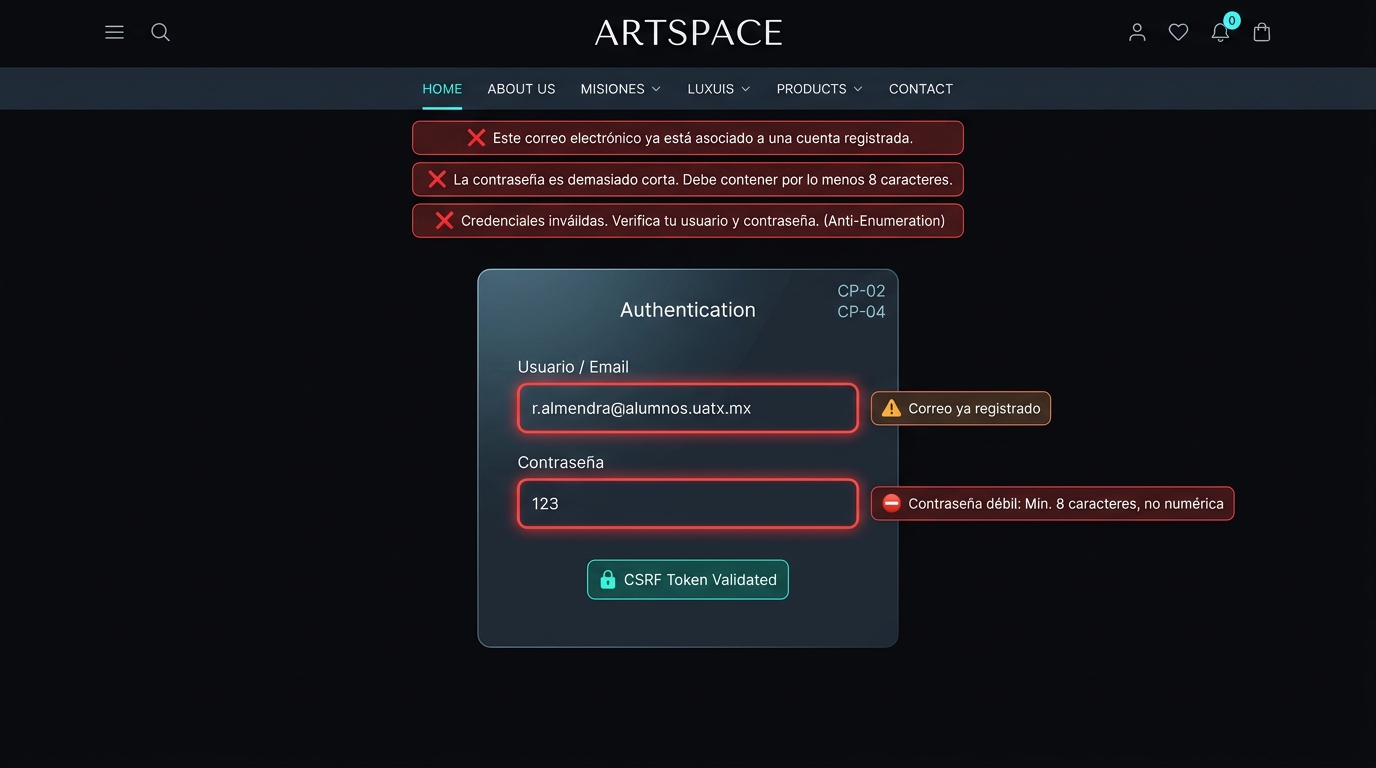 ARTSPACE
0
HOME ABOUT US MISIONES LUXUIS PRODUCTS CONTACT
Este correo electrónico ya está asociado a una cuenta registrada.
La contraseña es demasiado corta. Debe contener por lo menos 8 caracteres.
Credenciales inváildas. Verifica tu usuario y contraseña. (Anti-Enumeration)
CP-02
Authentication
CP-04
Usuario / Email
r.almendra@alumnos.uatx.mx
Correo ya registrado
Contraseña
123
Contraseña débil: Min. 8 caracteres, no numérica
CSRF Token Validated